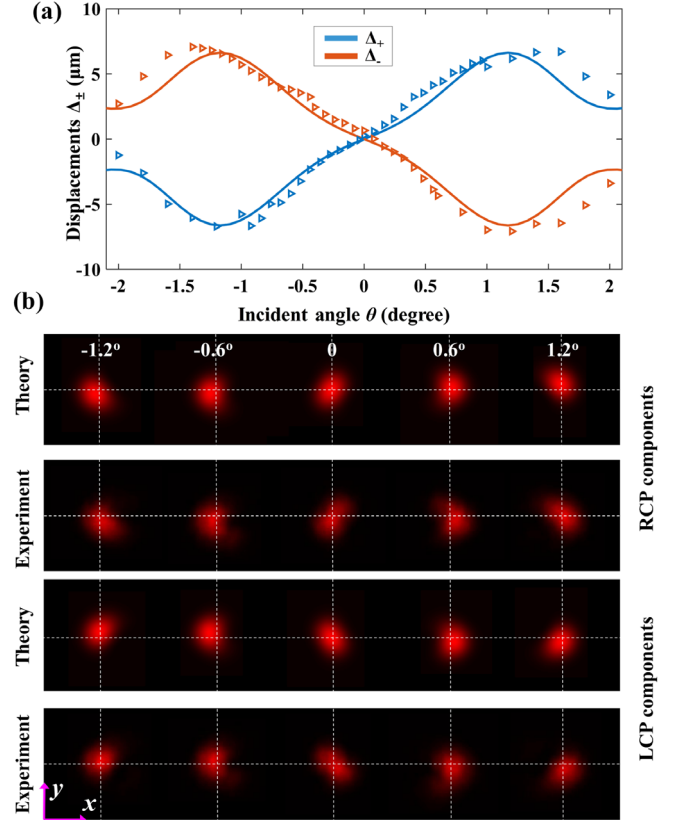 (a)
10
5
0
-5
-10
Displacements Δ± (μm)
Δ+
Δ-
-2 -1.5 -1 -0.5 0 0.5 1 1.5 2
Incident angle θ (degree)
(b)
-1.2° -0.6° 0 0.6° 1.2°
Theory
Experiment
RCP components
Theory
Experiment
LCP components
y
x